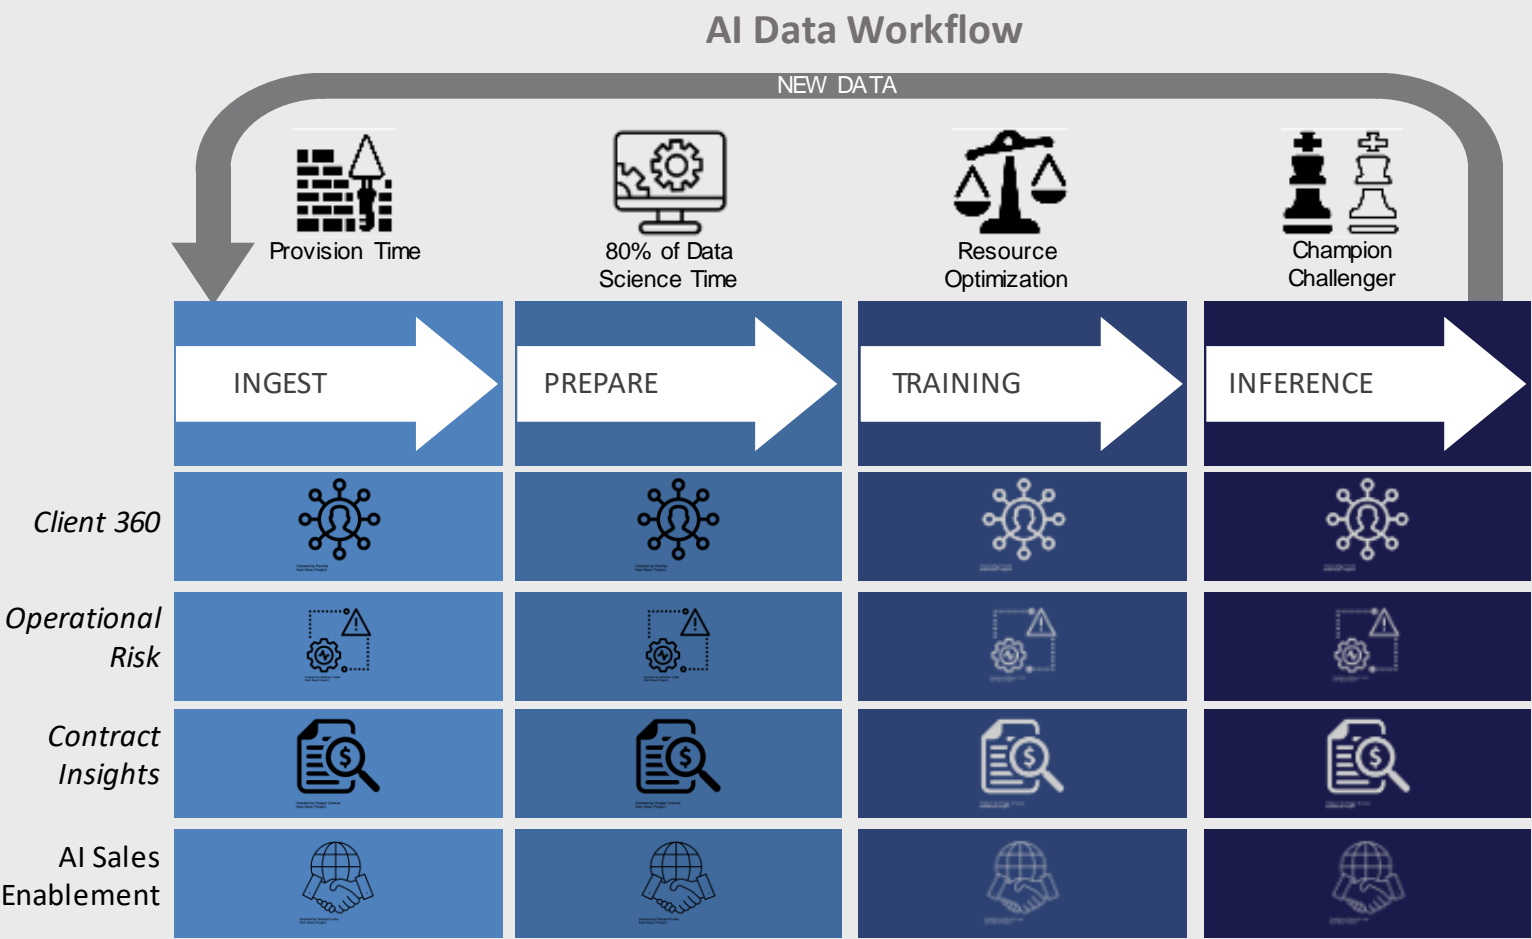 AI Data Workflow
NEW DATA
Provision Time
80% of Data
Science Time
Resource
Optimization
Champion
Challenger
INGEST
PREPARE
TRAINING
INFERENCE
Client 360
Operational
Risk
Contract
Insights
AI Sales
Enablement